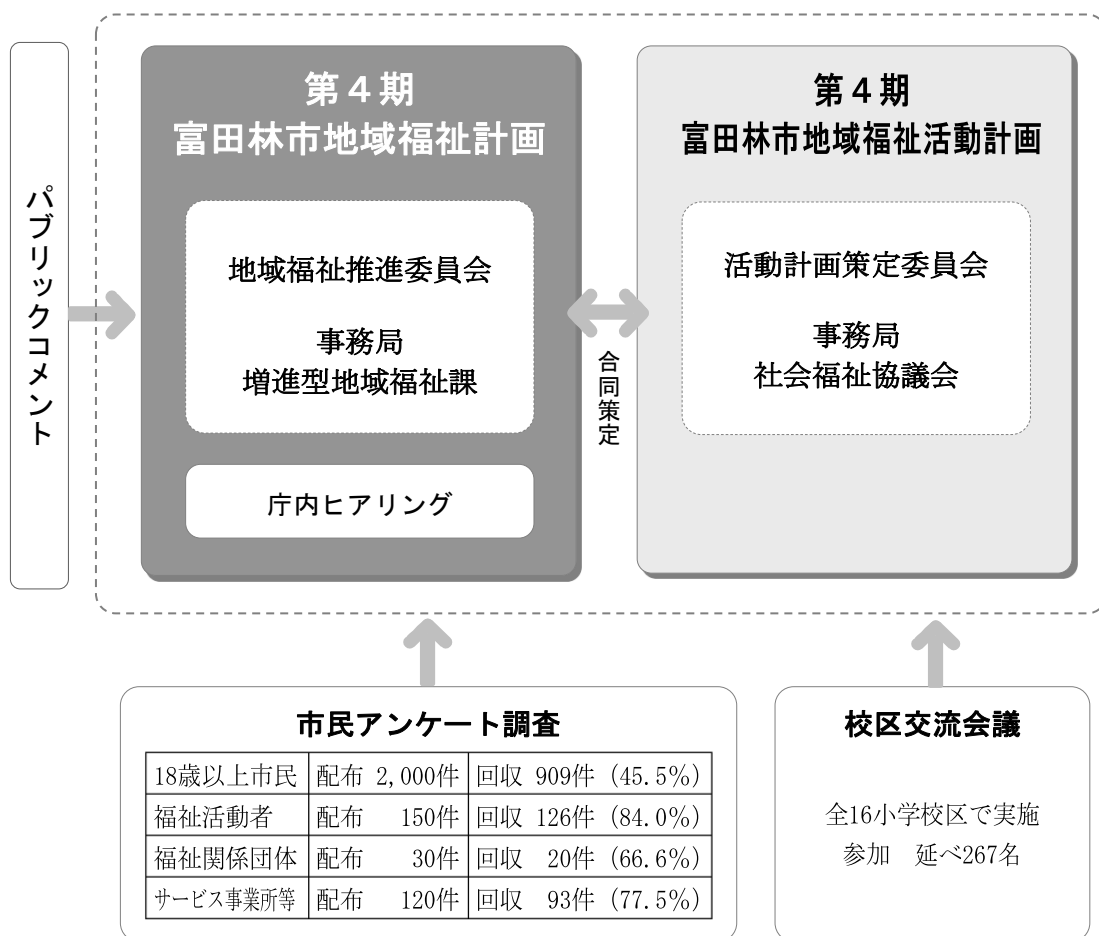 パブリックコメント
第４期
富田林市地域福祉計画
地域福祉推進委員会
事務局
増進型地域福祉課
庁内ヒアリング
合同策定
第４期
富田林市地域福祉活動計画
活動計画策定委員会
事務局
社会福祉協議会
市民アンケート調査
18歳以上市民 配布 2,000件 回収 909件 (45.5%)
福祉活動者 配布 150件 回収 126件 (84.0%)
福祉関係団体 配布 30件 回収 20件 (66.6%)
サービス事業所等 配布 120件 回収 93件 (77.5%)
校区交流会議
全16小学校区で実施
参加　延べ267名